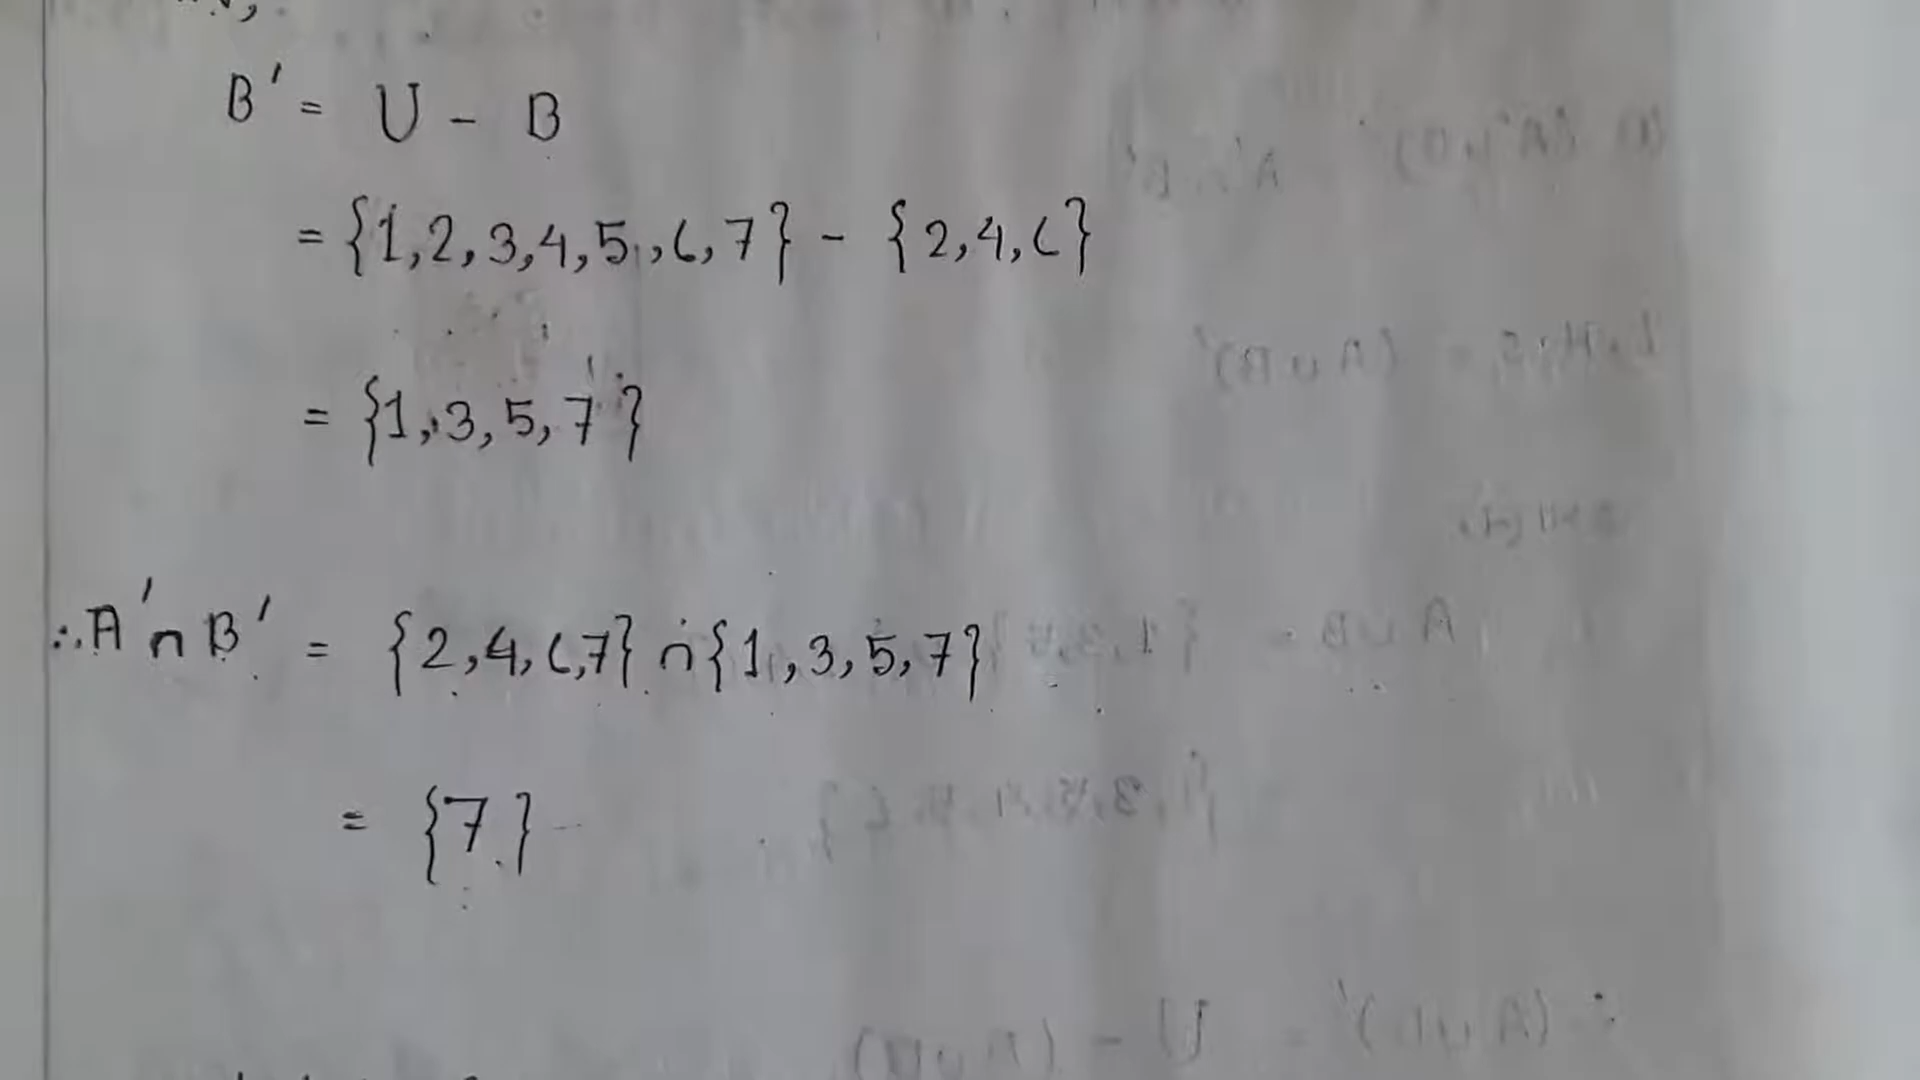 B' = U - B
= {1,2,3,4,5,,6,7} - {2,4,6}
= {1,3,5,7}
∴A'∩B' = {2,4,6,7}∩{1,3,5,7}
= {7}